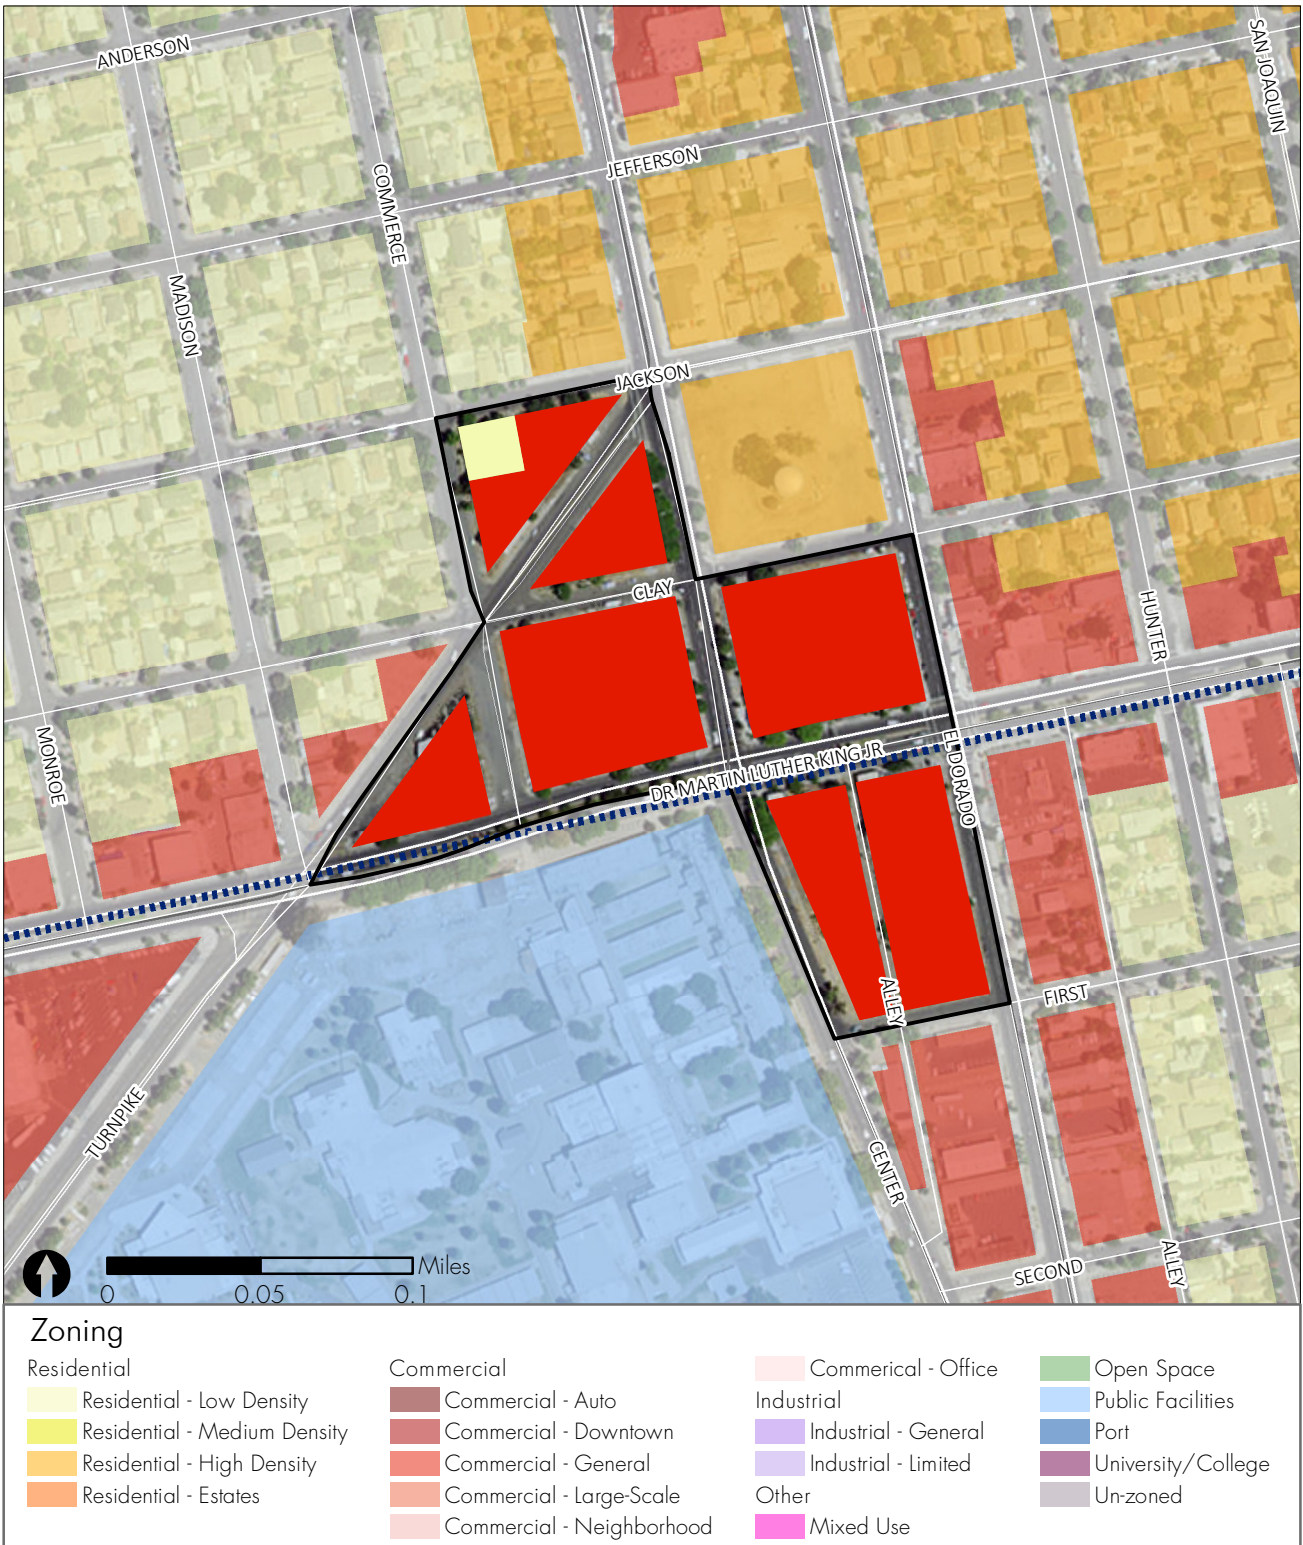 ANDERSON
SAN JOAQUIN
JEFFERSON
COMMERCE
MADISON
JACKSON
CLAY
HUNTER
MONROE
DR MARTIN LUTHER KING JR
EL DORADO
ALLEY
FIRST
TURNPIKE
CENTER
SECOND
ALLEY
Miles
0 0.05 0.1
Zoning
Residential
Residential - Low Density
Residential - Medium Density
Residential - High Density
Residential - Estates
Commercial
Commercial - Auto
Commercial - Downtown
Commercial - General
Commercial - Large-Scale
Commercial - Neighborhood
Commerical - Office
Industrial
Industrial - General
Industrial - Limited
Other
Mixed Use
Open Space
Public Facilities
Port
University/College
Un-zoned